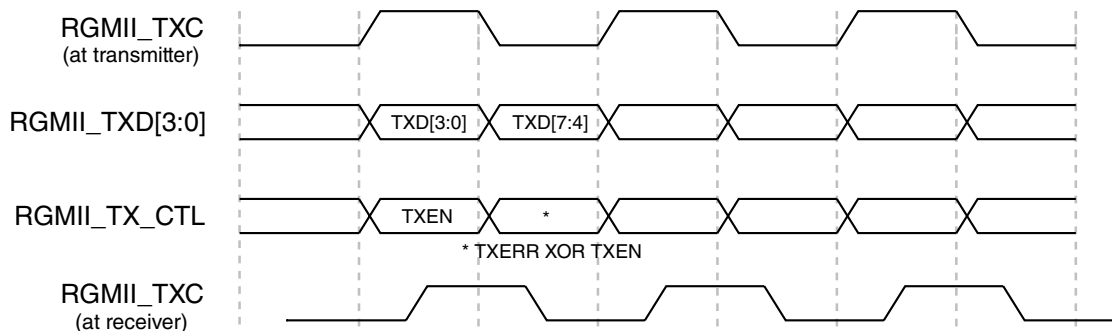 RGMII_TXC
(at transmitter)
RGMII_TXD[3:0]
TXD[3:0]
TXD[7:4]
RGMII_TX_CTL
TXEN
*
* TXERR XOR TXEN
RGMII_TXC
(at receiver)